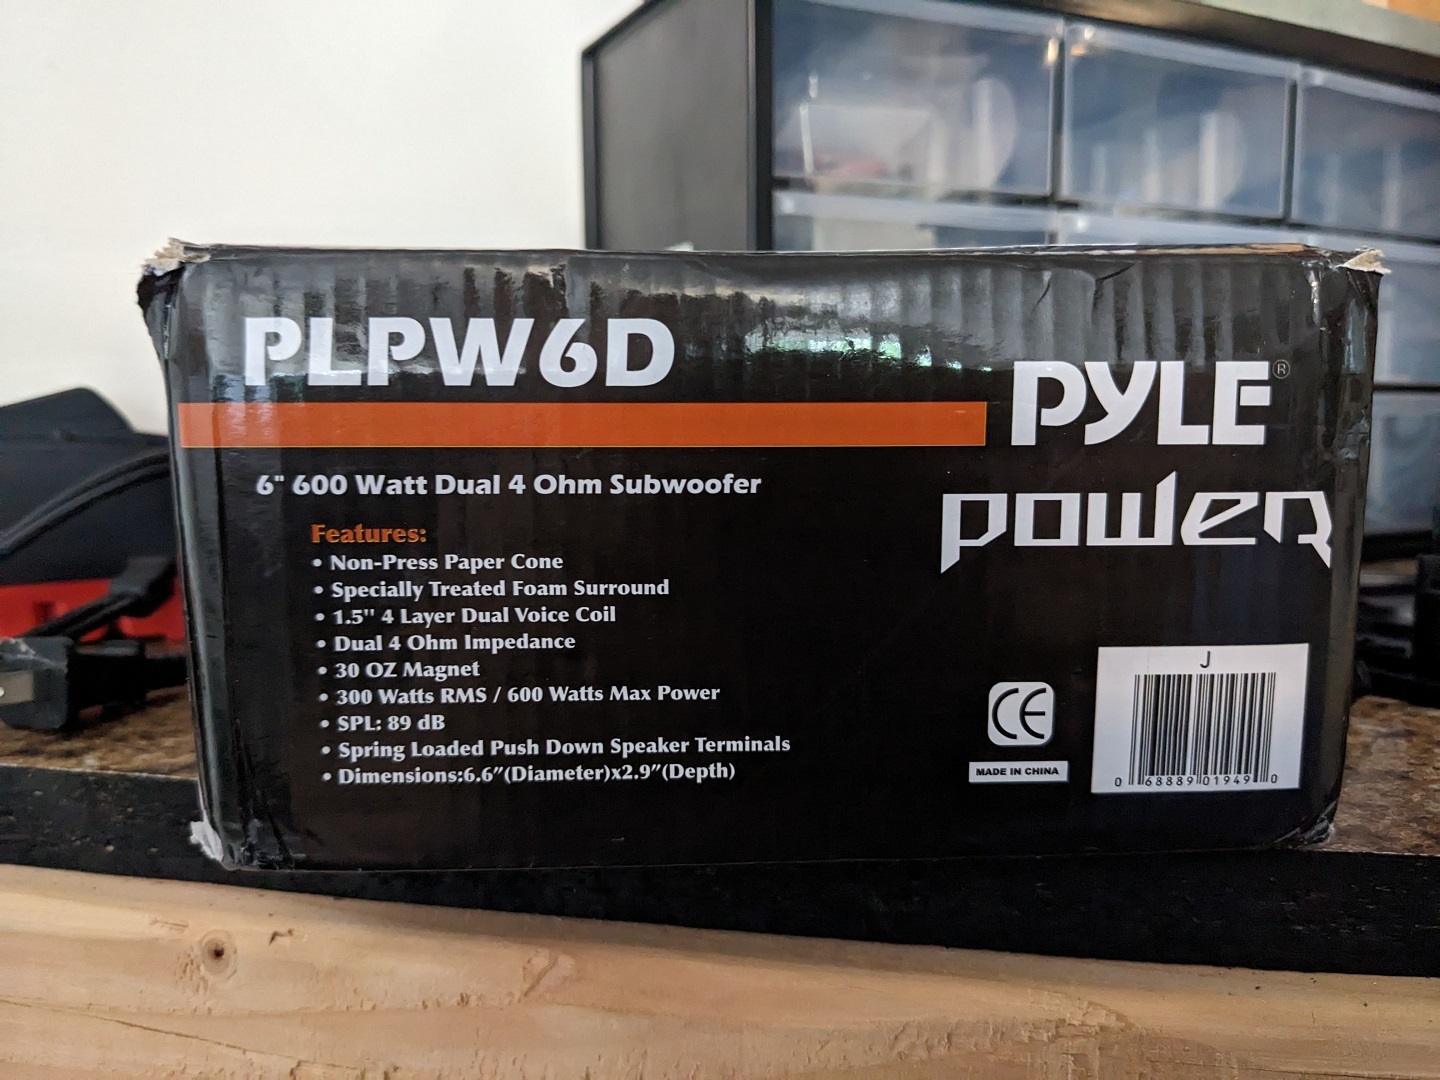 PLPW6D
PYLE®
power
6" 600 Watt Dual 4 Ohm Subwoofer
Features:
• Non-Press Paper Cone
• Specially Treated Foam Surround
• 1.5'' 4 Layer Dual Voice Coil
• Dual 4 Ohm Impedance
• 30 OZ Magnet
• 300 Watts RMS / 600 Watts Max Power
• SPL: 89 dB
• Spring Loaded Push Down Speaker Terminals
• Dimensions:6.6”(Diameter)x2.9”(Depth)
CE
MADE IN CHINA
J
0 68889 01949 0